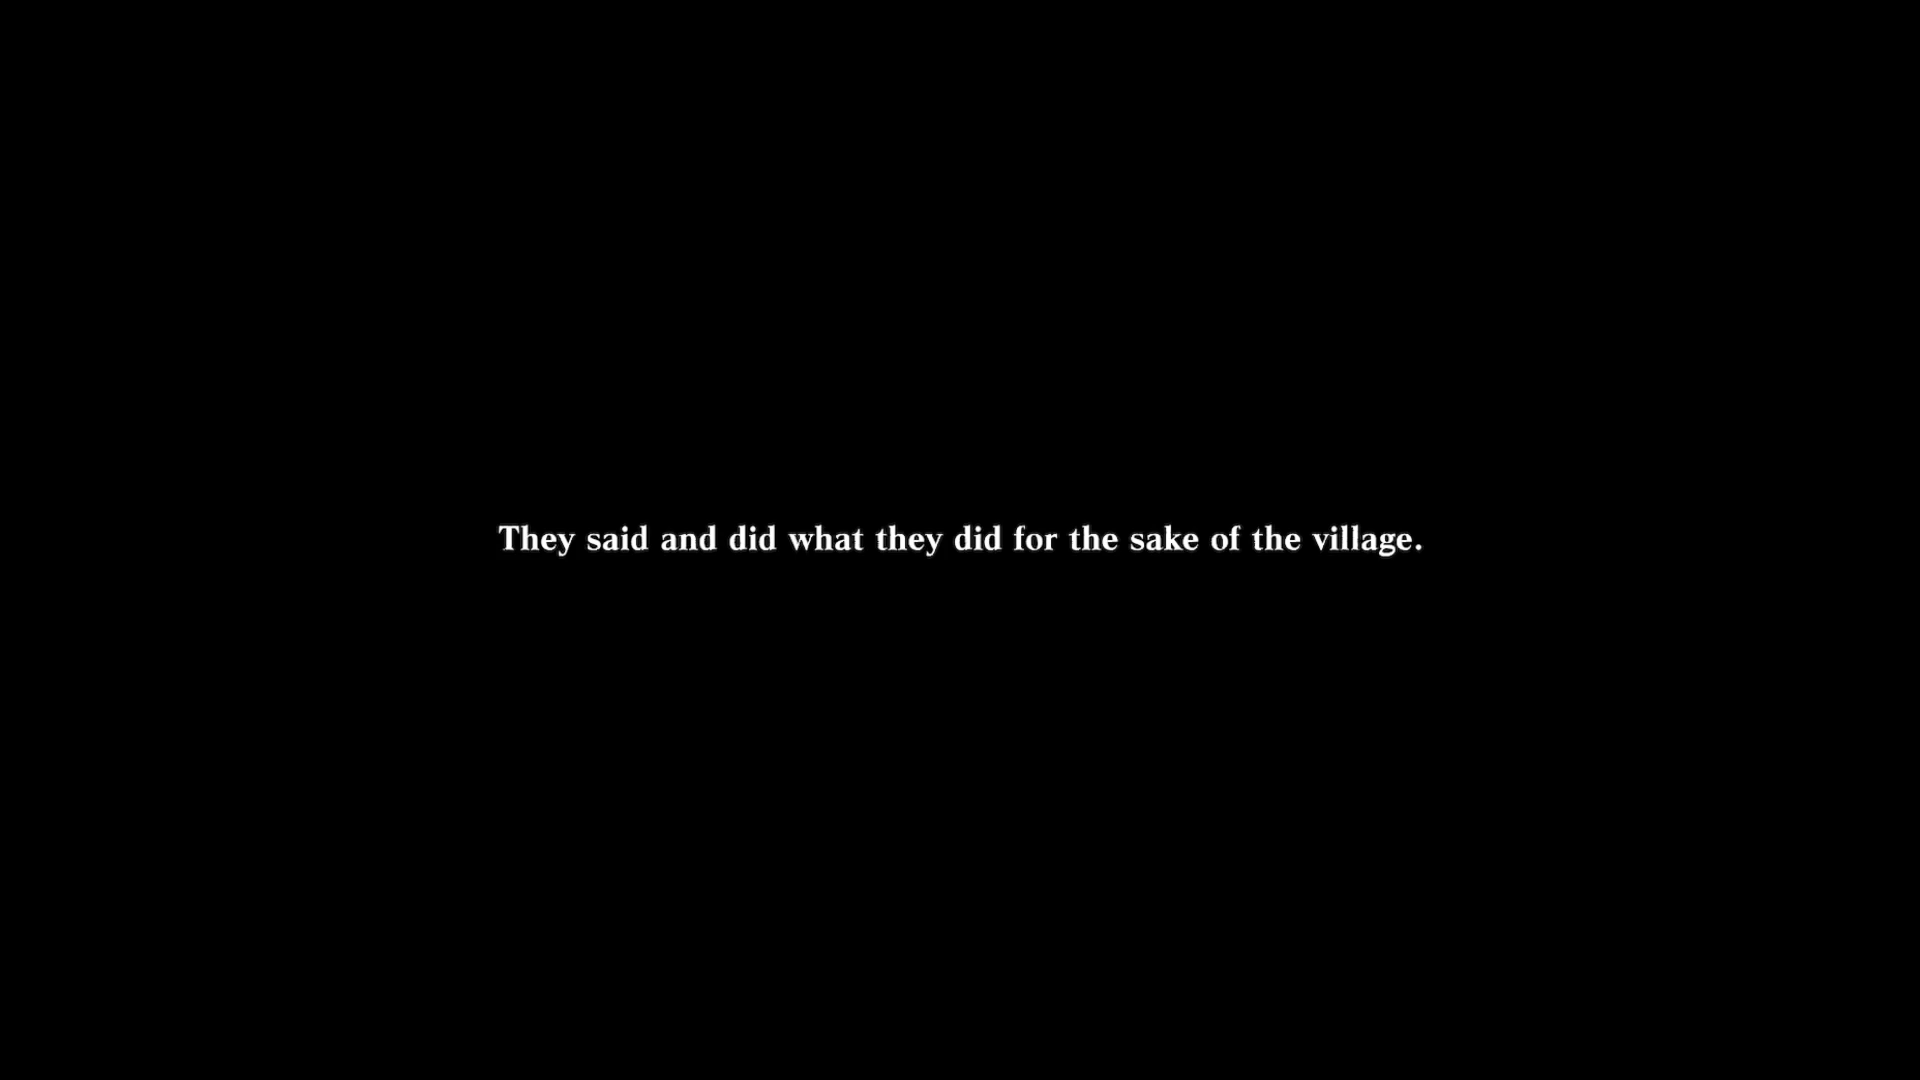 They said and did what they did for the sake of the village.